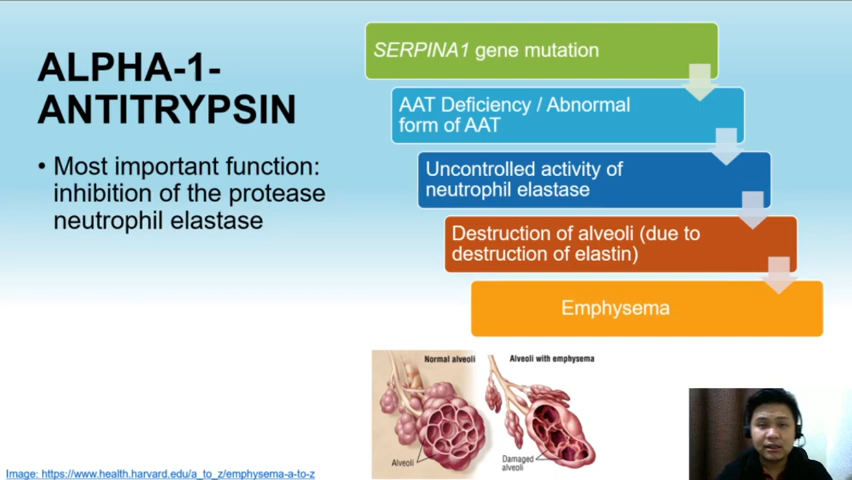 ALPHA-1-
ANTITRYPSIN
• Most important function:
inhibition of the protease
neutrophil elastase
SERPINA1 gene mutation
AAT Deficiency / Abnormal
form of AAT
Uncontrolled activity of
neutrophil elastase
Destruction of alveoli (due to
destruction of elastin)
Emphysema
Normal alveoli
Alveoli with emphysema
Alveoli
Damaged
alveoli
Image: https://www.health.harvard.edu/a_to_z/emphysema-a-to-z